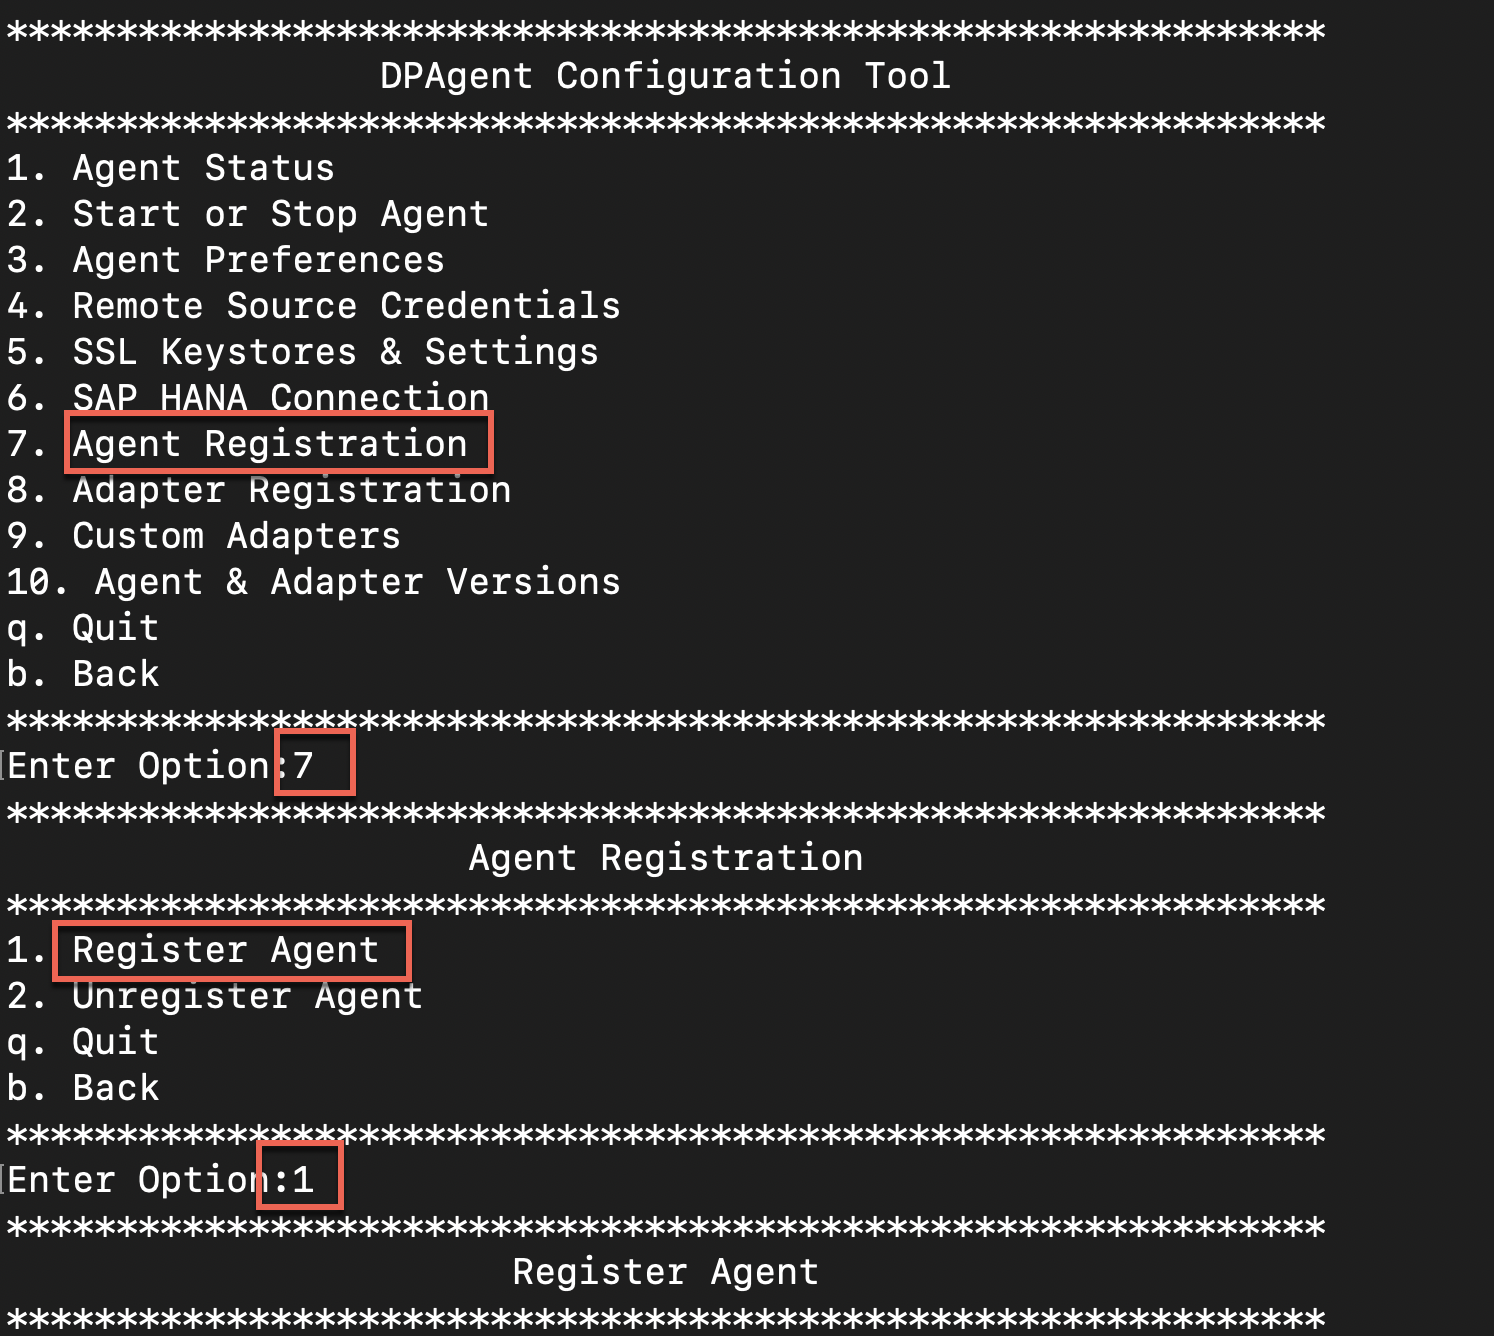 ************************************************************
DPAgent Configuration Tool
************************************************************
1. Agent Status
2. Start or Stop Agent
3. Agent Preferences
4. Remote Source Credentials
5. SSL Keystores & Settings
6. SAP HANA Connection
7. Agent Registration
8. Adapter Registration
9. Custom Adapters
10. Agent & Adapter Versions
q. Quit
b. Back
************************************************************
Enter Option:7
************************************************************
Agent Registration
************************************************************
1. Register Agent
2. Unregister Agent
q. Quit
b. Back
************************************************************
Enter Option:1
************************************************************
Register Agent
************************************************************